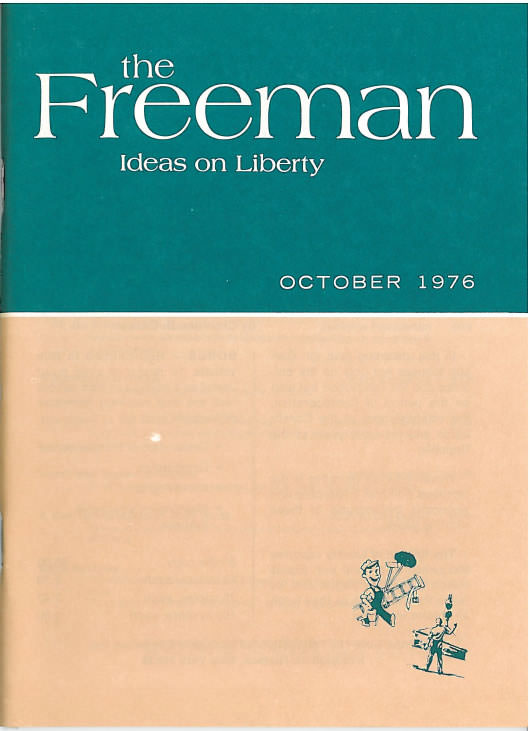 the
Freeman
Ideas on Liberty
OCTOBER 1976